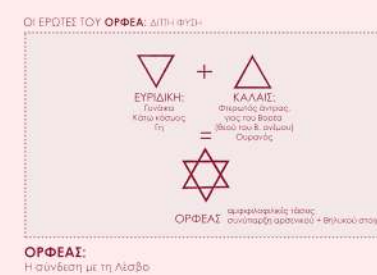 ΟΙ ΕΡΩΤΕΣ ΤΟΥ ΟΡΦΕΑ: ΔΙΤΤΗ ΦΥΣΗ
+
ΕΥΡΙΔΙΚΗ:
Γυναίκα
Κάτω κόσμος
Γη
ΚΑΛΑΙΣ:
Φτερωτός άντρας,
γιος του Βορέα
(θεού του Β. ανέμου)
Ουρανός
=
ΟΡΦΕΑΣ
αμφιφυλοφιλικές τάσεις
συνύπαρξη αρσενικού + θηλυκού
ΟΡΦΕΑΣ:
Η σύνδεση με τη Λέσβο